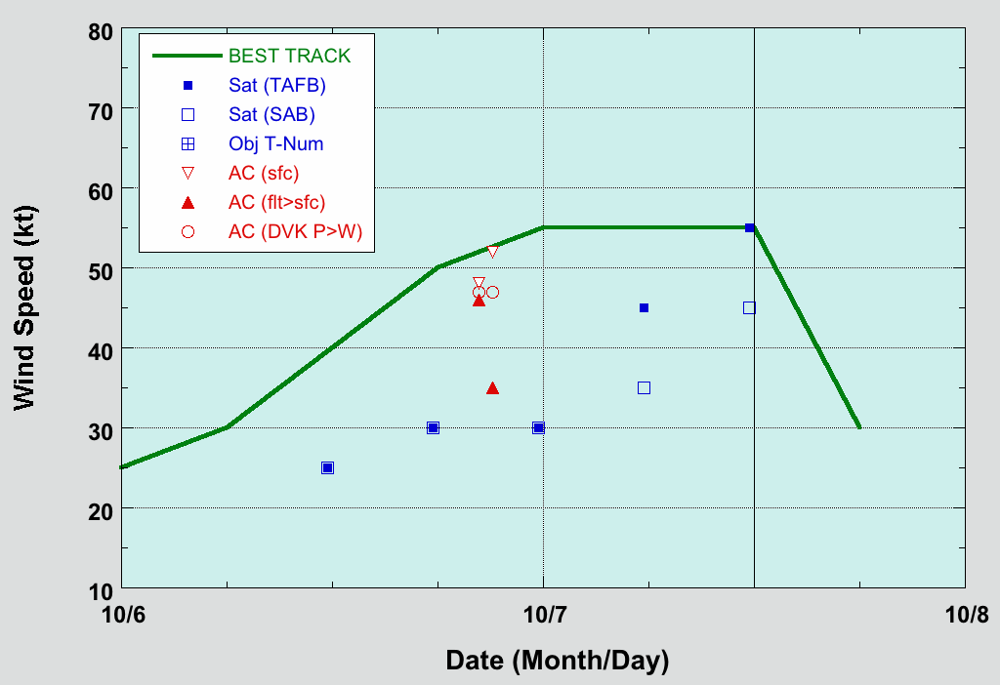 80
70
60
50
40
30
20
10
BEST TRACK
Sat (TAFB)
Sat (SAB)
Obj T-Num
AC (sfc)
AC (flt>sfc)
AC (DVK P>W)
Wind Speed (kt)
10/6 10/7 10/8
Date (Month/Day)